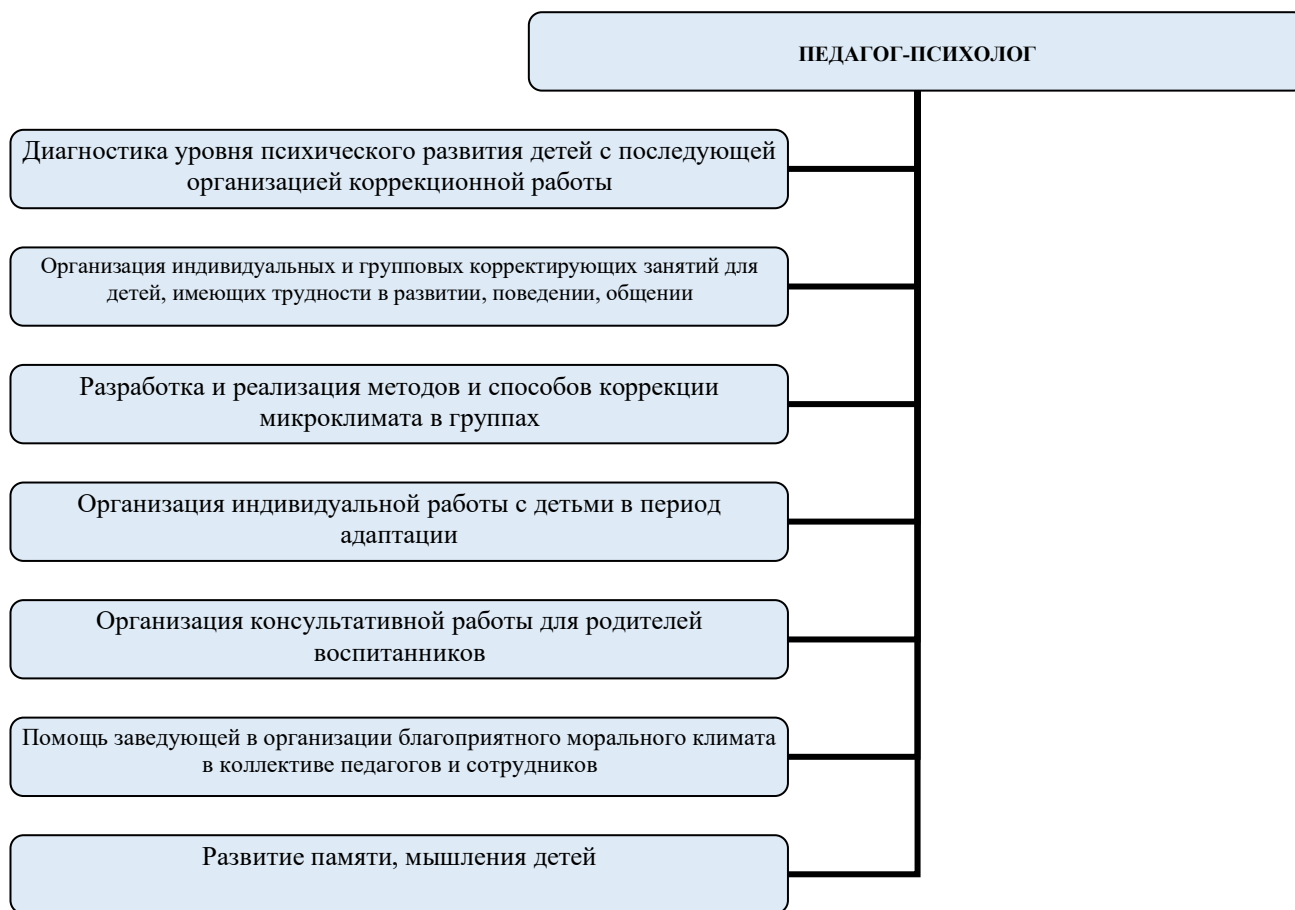 ПЕДАГОГ-ПСИХОЛОГ
Диагностика уровня психического развития детей с последующей
организацией коррекционной работы
Организация индивидуальных и групповых корректирующих занятий для
детей, имеющих трудности в развитии, поведении, общении
Разработка и реализация методов и способов коррекции
микроклимата в группах
Организация индивидуальной работы с детьми в период
адаптации
Организация консультативной работы для родителей
воспитанников
Помощь заведующей в организации благоприятного морального климата
в коллективе педагогов и сотрудников
Развитие памяти, мышления детей